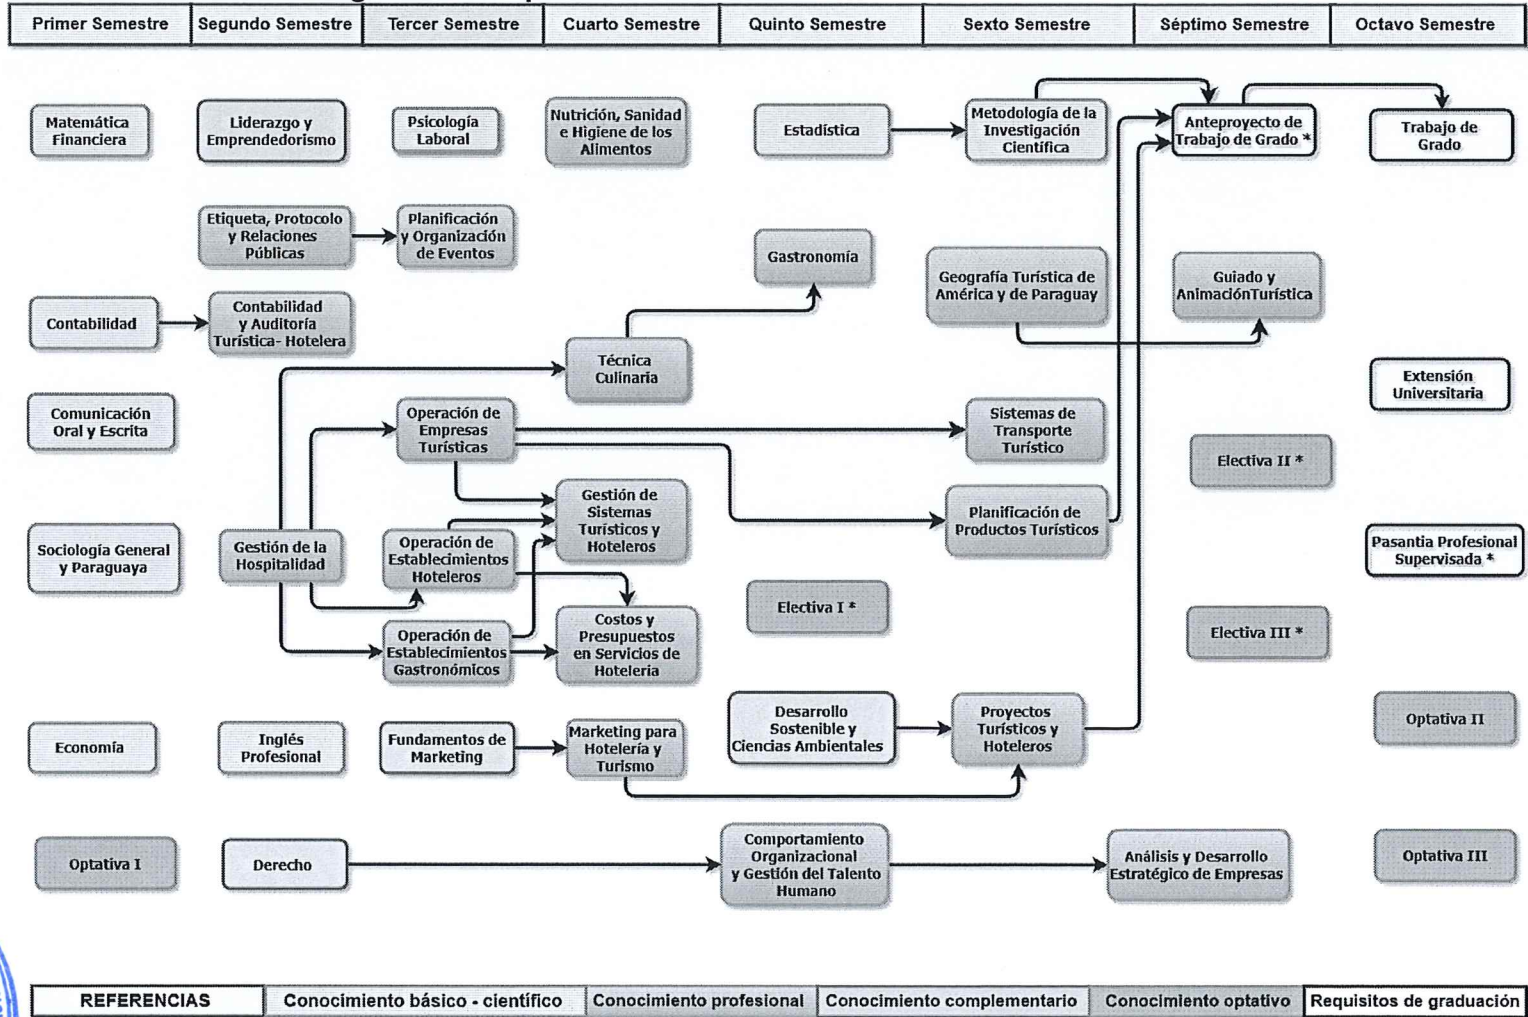 Primer Semestre
Segundo Semestre
Tercer Semestre
Cuarto Semestre
Quinto Semestre
Sexto Semestre
Séptimo Semestre
Octavo Semestre
Matemática
Financiera
Liderazgo y
Emprendedorismo
Psicología
Laboral
Nutrición, Sanidad
e Higiene de los
Alimentos
Estadística
Metodología de la
Investigación
Científica
Anteproyecto de
Trabajo de Grado *
Trabajo de
Grado
Etiqueta, Protocolo
y Relaciones
Públicas
Planificación
y Organización
de Eventos
Gastronomía
Geografía Turística de
América y de Paraguay
Guiado y
AnimaciónTurística
Contabilidad
Contabilidad
y Auditoría
Turística- Hotelera
Técnica
Culinaria
Extensión
Universitaria
Comunicación
Oral y Escrita
Operación de
Empresas
Turísticas
Sistemas de
Transporte
Turístico
Electiva II *
Gestión de
Sistemas
Turísticos y
Hoteleros
Planificación de
Productos Turísticos
Sociología General
y Paraguaya
Gestión de la
Hospitalidad
Operación de
Establecimientos
Hoteleros
Pasantia Profesional
Supervisada *
Electiva I *
Operación de
Establecimientos
Gastronómicos
Costos y
Presupuestos
en Servicios de
Hoteleria
Electiva III *
Economía
Inglés
Profesional
Fundamentos de
Marketing
Marketing para
Hotelería y
Turismo
Desarrollo
Sostenible y
Ciencias Ambientales
Proyectos
Turísticos y
Hoteleros
Optativa II
Optativa I
Derecho
Comportamiento
Organizacional
y Gestión del Talento
Humano
Análisis y Desarrollo
Estratégico de Empresas
Optativa III
REFERENCIAS
Conocimiento básico - científico
Conocimiento profesional
Conocimiento complementario
Conocimiento optativo
Requisitos de graduación